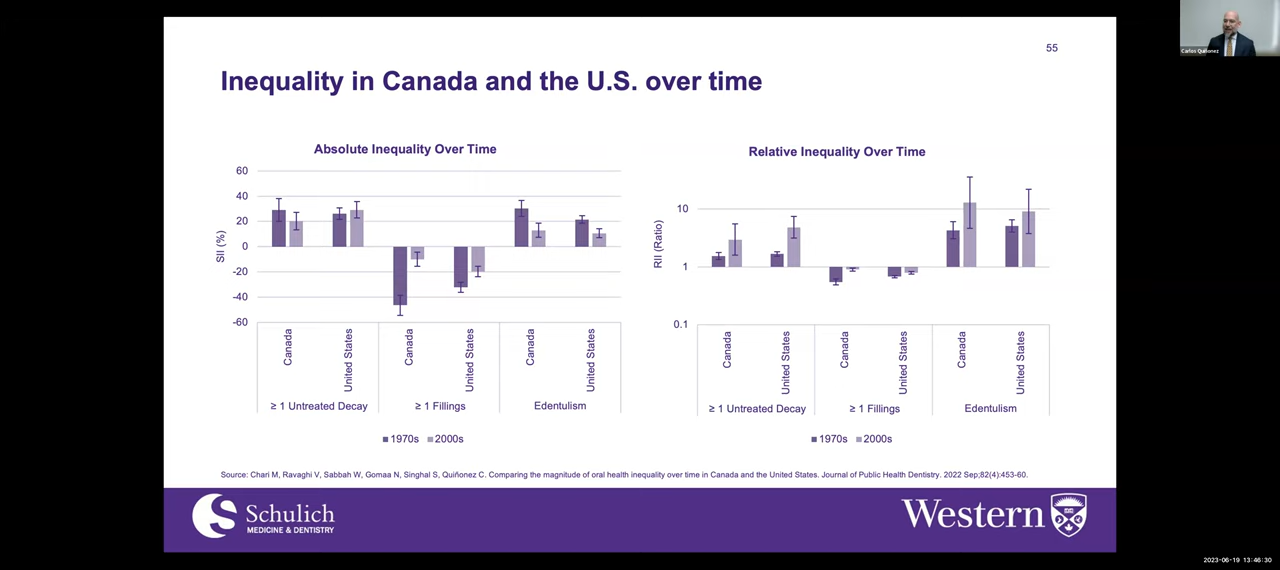 Carlos Quiñonez
55
Inequality in Canada and the U.S. over time
Absolute Inequality Over Time
60
40
20
0
-20
-40
-60
SII (%)
Canada
United States
Canada
United States
Canada
United States
≥ 1 Untreated Decay
≥ 1 Fillings
Edentulism
1970s 2000s
Relative Inequality Over Time
10
1
0.1
RII (Ratio)
Canada
United States
Canada
United States
Canada
United States
≥ 1 Untreated Decay
≥ 1 Fillings
Edentulism
1970s 2000s
Source: Chari M, Ravaghi V, Sabbah W, Gomaa N, Singhal S, Quiñonez C. Comparing the magnitude of oral health inequality over time in Canada and the United States. Journal of Public Health Dentistry. 2022 Sep;82(4):453-60.
Schulich
MEDICINE & DENTISTRY
Western
2023-06-19 13:46:30